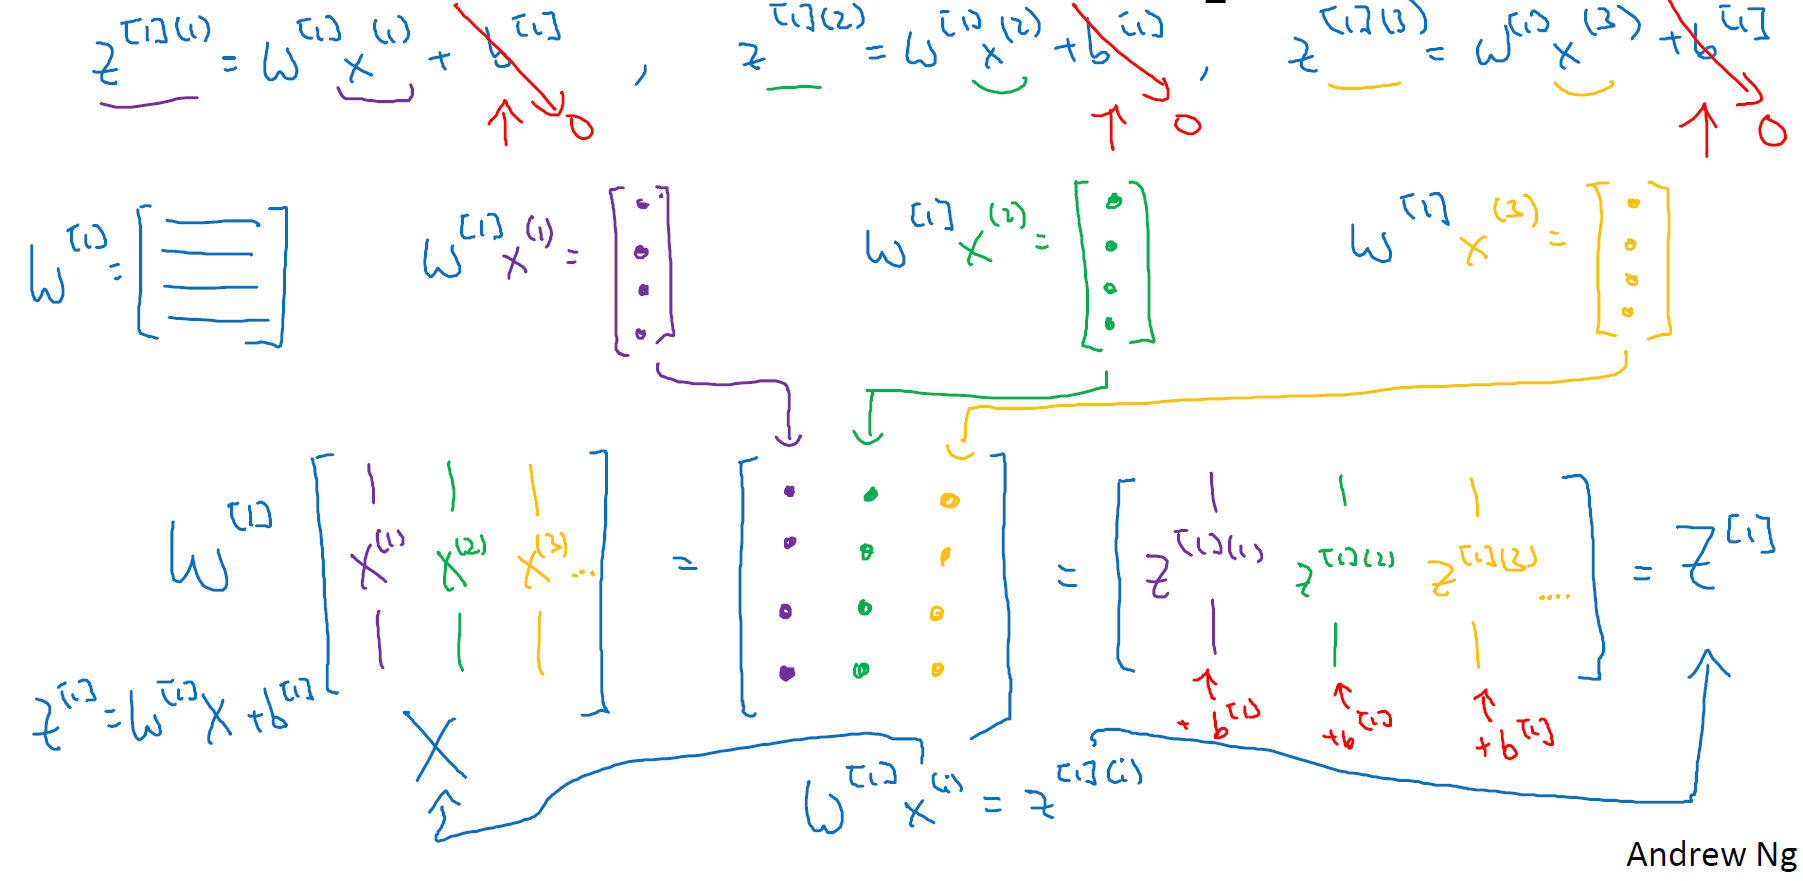 z^[1](1) = W^[1] x^(1) + b^[1] , z^[1](2) = W^[1] x^(2) + b^[1] , z^[1](3) = W^[1] x^(3) + b^[1]
0 0 0
W^[1] = W^[1] x^(1) = W^[1] x^(2) = W^[1] x^(3) =
W^[1] [ x^(1) x^(2) x^(3) ... ] = = [ z^[1](1) z^[1](2) z^[1](3) .... ] = Z^[1]
z^[1] = W^[1] X + b^[1]
+ b^[1] + b^[1] + b^[1]
X
W^[1] x^(i) = z^[1](i)
Andrew Ng